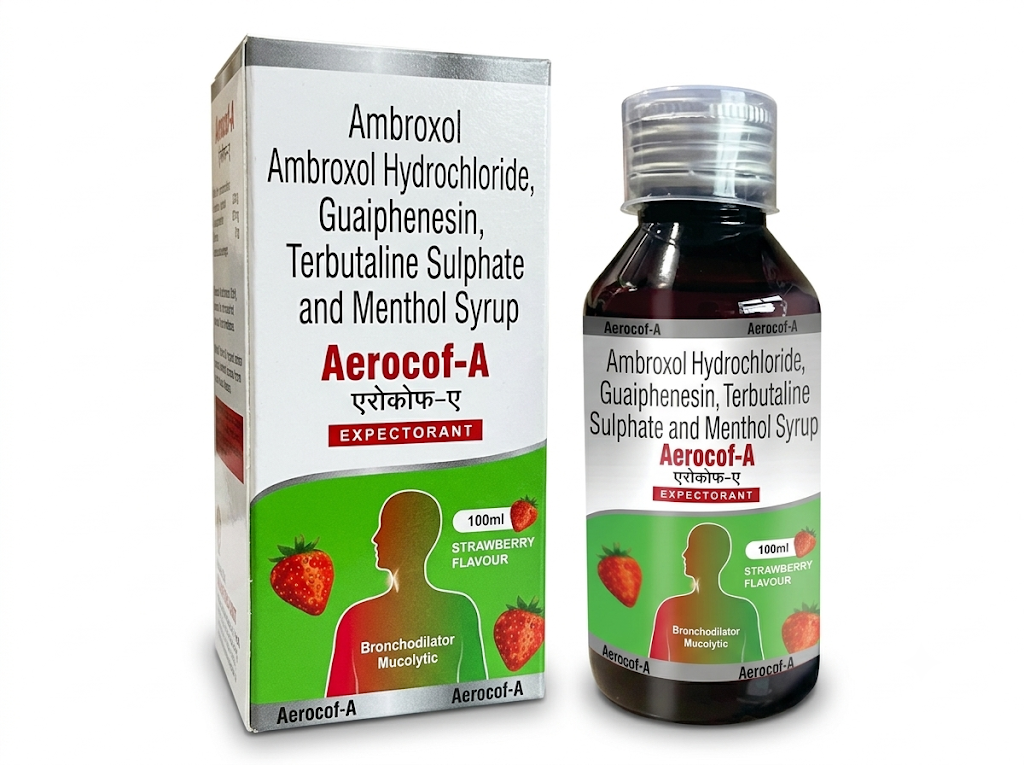 Aerocof-A
एरोकोफ-ए
Ambroxol
Ambroxol Hydrochloride,
Guaiphenesin,
Terbutaline Sulphate
and Menthol Syrup
Aerocof-A
एरोकोफ-ए
EXPECTORANT
100ml
STRAWBERRY
FLAVOUR
Bronchodilator
Mucolytic
Aerocof-A
Aerocof-A
Aerocof-A
Aerocof-A
Ambroxol Hydrochloride,
Guaiphenesin, Terbutaline
Sulphate and Menthol Syrup
Aerocof-A
एरोकोफ-ए
EXPECTORANT
100ml
STRAWBERRY
FLAVOUR
Bronchodilator
Mucolytic
Aerocof-A
Aerocof-A